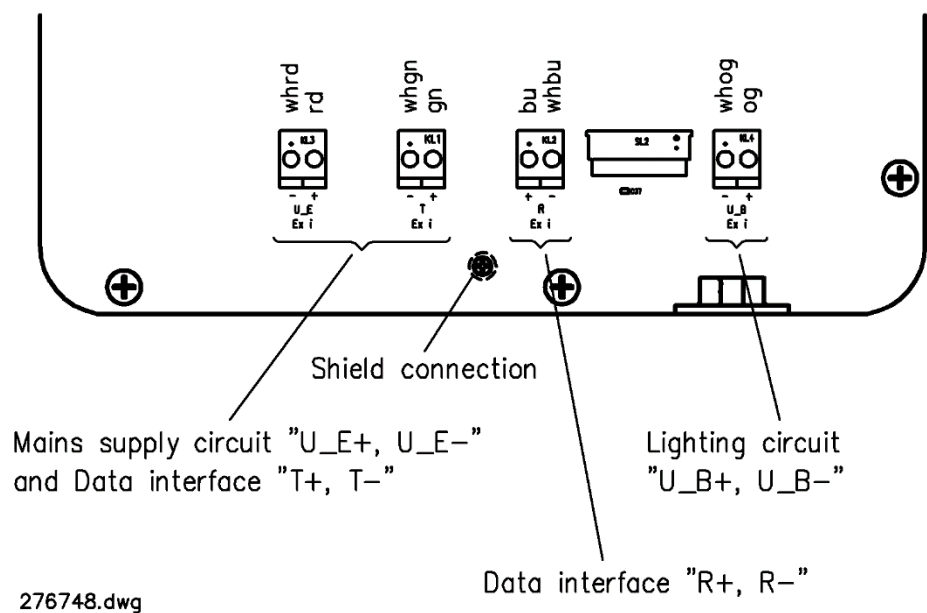 whrd
rd
whgn
gn
bu
whbu
whog
og
KL3
KL1
KL2
SL2
KL4
- +
- +
+ -
- +
U_E
T
R
U_B
Ex i
Ex i
Ex i
Ex i
Shield connection
Mains supply circuit "U_E+, U_E-"
and Data interface "T+, T-"
Lighting circuit
"U_B+, U_B-"
Data interface "R+, R-"
276748.dwg